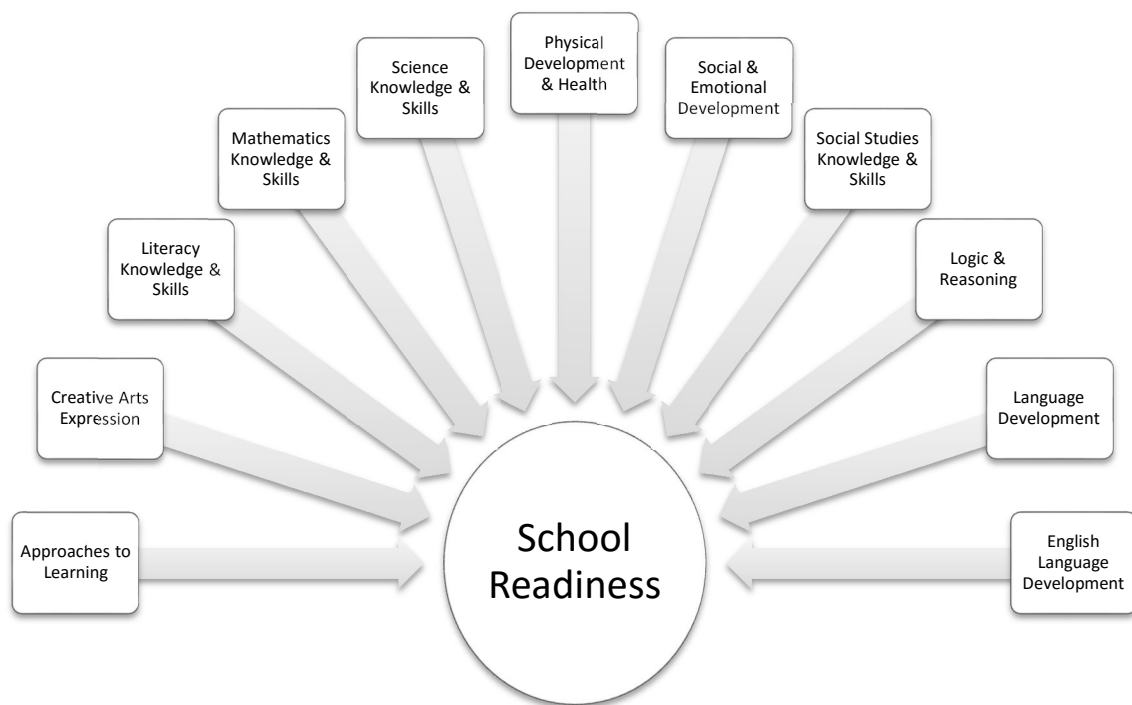 Physical
Development
& Health
Science
Knowledge &
Skills
Social &
Emotional
Development
Mathematics
Knowledge &
Skills
Social Studies
Knowledge &
Skills
Literacy
Knowledge &
Skills
Logic &
Reasoning
Creative Arts
Expression
Language
Development
Approaches to
Learning
School
Readiness
English
Language
Development